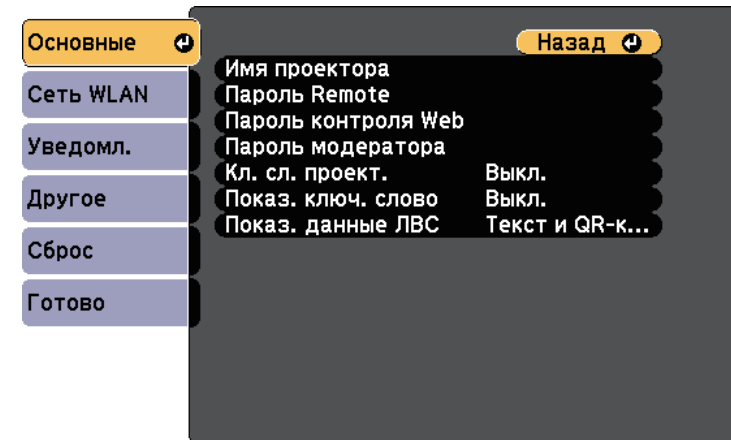 Основные
Сеть WLAN
Уведомл.
Другое
Сброс
Готово
Назад
Имя проектора
Пароль Remote
Пароль контроля Web
Пароль модератора
Кл. сл. проект. Выкл.
Показ. ключ. слово Выкл.
Показ. данные ЛВС Текст и QR-к...